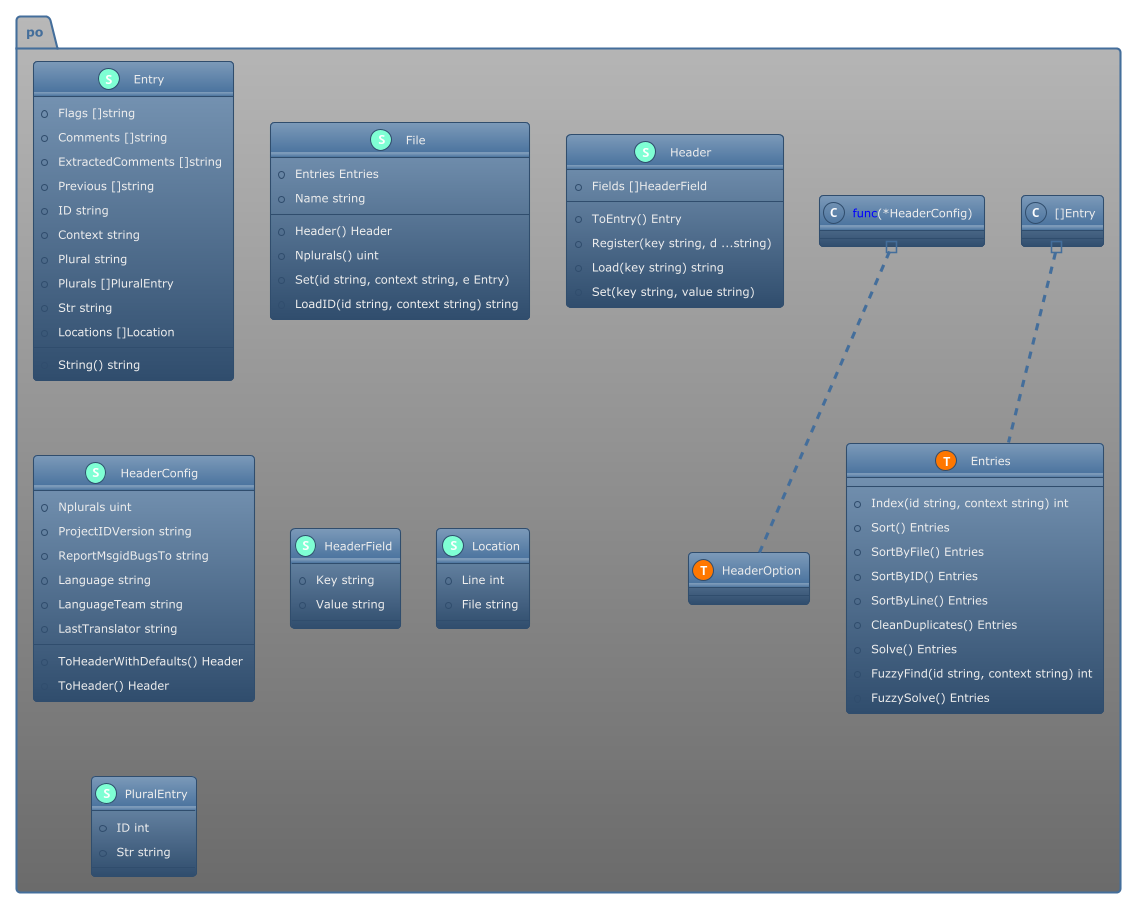 po
S Entry
Flags []string
Comments []string
ExtractedComments []string
Previous []string
ID string
Context string
Plural string
Plurals []PluralEntry
Str string
Locations []Location
String() string
S File
Entries Entries
Name string
Header() Header
Nplurals() uint
Set(id string, context string, e Entry)
LoadID(id string, context string) string
S Header
Fields []HeaderField
ToEntry() Entry
Register(key string, d ...string)
Load(key string) string
Set(key string, value string)
C func(*HeaderConfig)
C []Entry
S HeaderConfig
Nplurals uint
ProjectIDVersion string
ReportMsgidBugsTo string
Language string
LanguageTeam string
LastTranslator string
ToHeaderWithDefaults() Header
ToHeader() Header
S HeaderField
Key string
Value string
S Location
Line int
File string
T HeaderOption
T Entries
Index(id string, context string) int
Sort() Entries
SortByFile() Entries
SortByID() Entries
SortByLine() Entries
CleanDuplicates() Entries
Solve() Entries
FuzzyFind(id string, context string) int
FuzzySolve() Entries
S PluralEntry
ID int
Str string